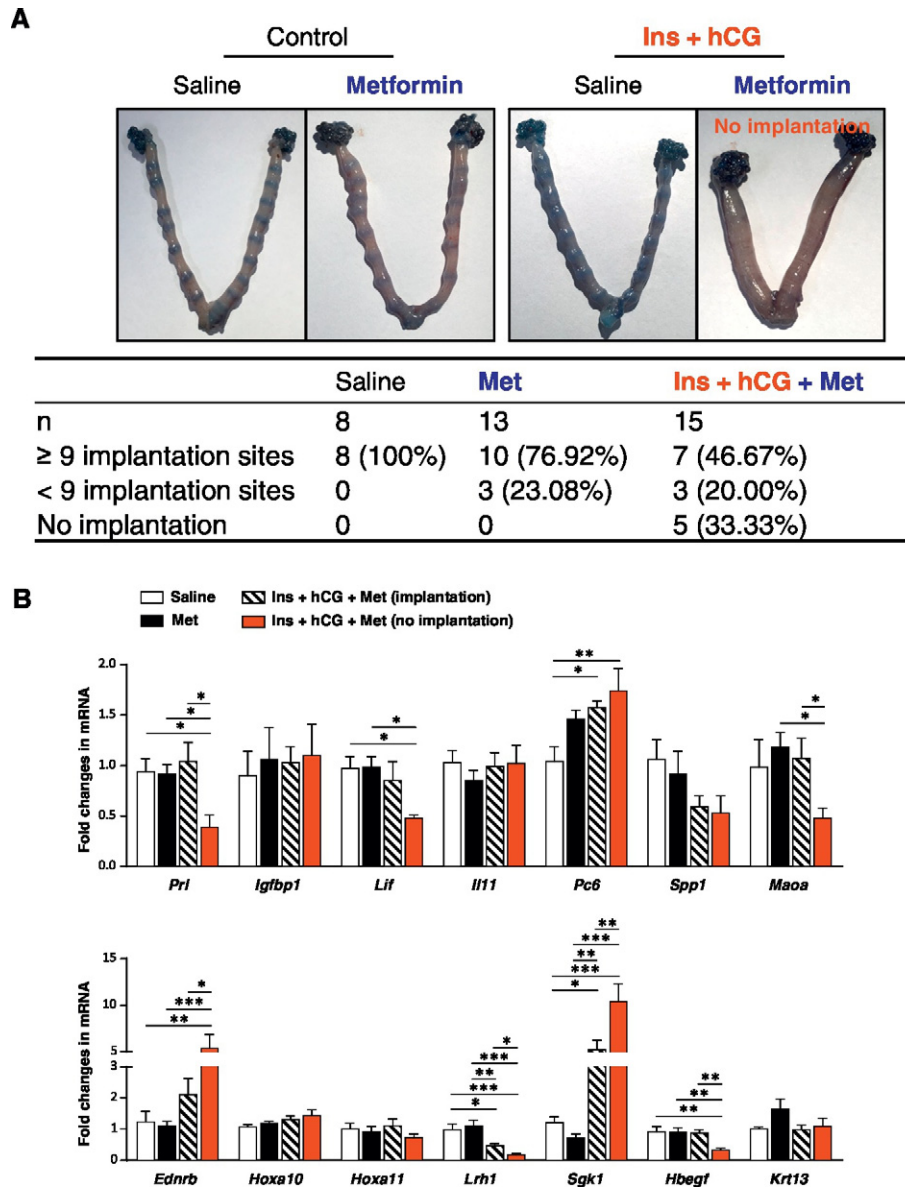 A
Control
Ins + hCG
Saline
Metformin
Saline
Metformin
No implantation
Saline Met Ins + hCG + Met
n 8 13 15
≥ 9 implantation sites 8 (100%) 10 (76.92%) 7 (46.67%)
< 9 implantation sites 0 3 (23.08%) 3 (20.00%)
No implantation 0 0 5 (33.33%)
B
Saline Ins + hCG + Met (implantation)
Met Ins + hCG + Met (no implantation)
Fold changes in mRNA
2.0
1.5
1.0
0.5
0.0
* * *
* *
* **
* *
Prl Igfbp1 Lif Il11 Pc6 Spp1 Maoa
Fold changes in mRNA
15
10
5
3
2
1
0
** *** *
* *** ** *** *
* *** ** *** **
** ** **
Ednrb Hoxa10 Hoxa11 Lrh1 Sgk1 Hbegf Krt13